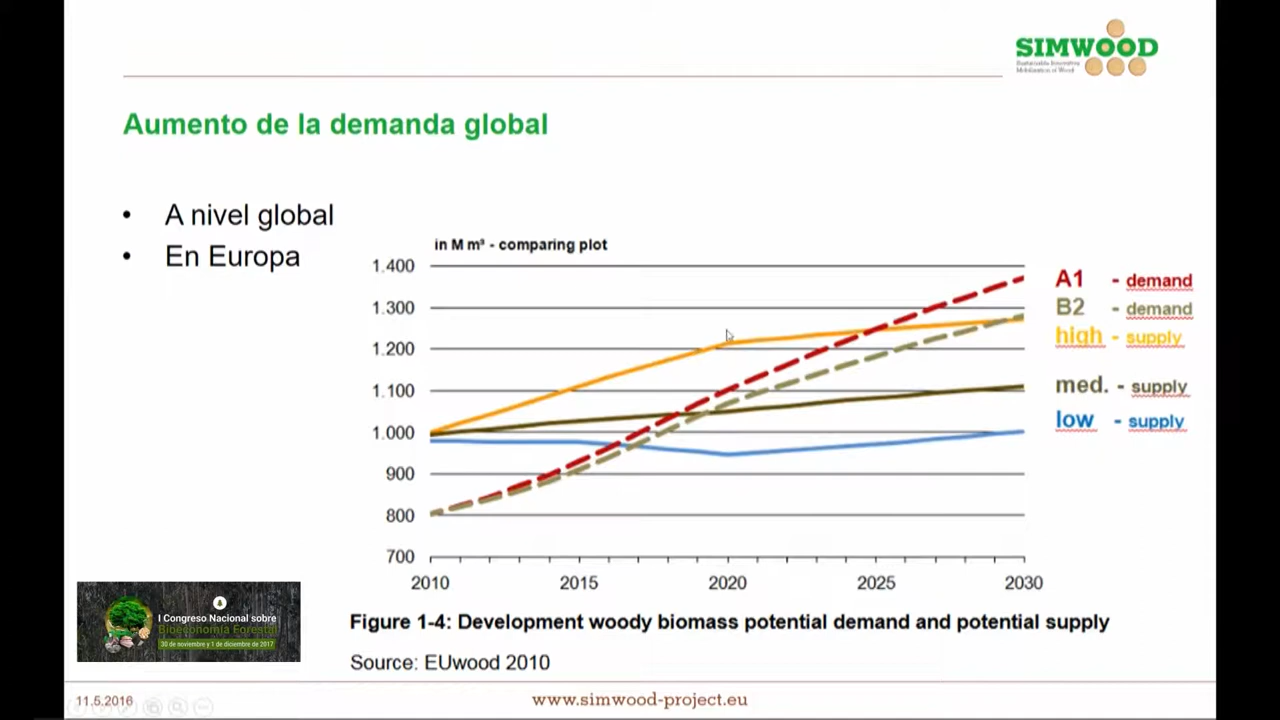 SIMWOOD
Sustainable Innovative
Mobilisation of Wood
Aumento de la demanda global
• A nivel global
• En Europa
in M m³ - comparing plot
1.400
1.300
1.200
1.100
1.000
900
800
700
2010 2015 2020 2025 2030
A1 - demand
B2 - demand
high - supply
med. - supply
low - supply
Figure 1-4: Development woody biomass potential demand and potential supply
Source: EUwood 2010
I Congreso Nacional sobre
Bioeconomía Forestal
30 de noviembre y 1 de diciembre de 2017
11.5.2016
www.simwood-project.eu